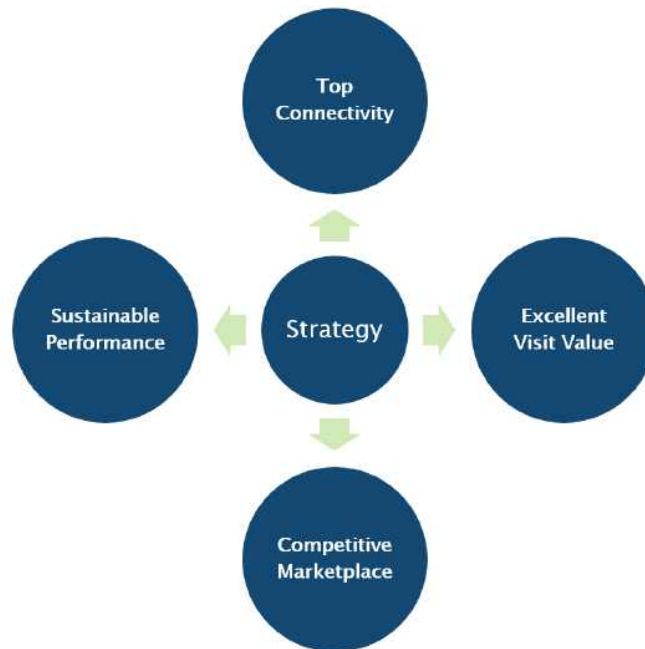 Top
Connectivity
Sustainable
Performance
Strategy
Excellent
Visit Value
Competitive
Marketplace